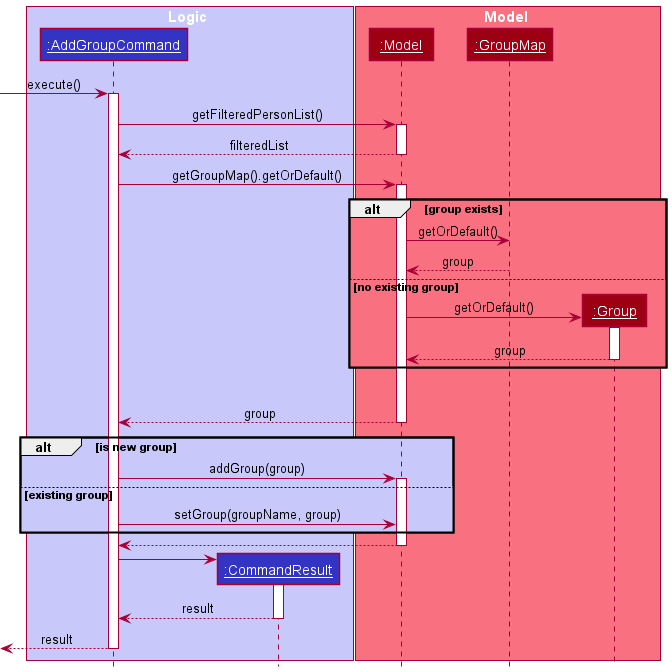 Logic
Model
:AddGroupCommand
:Model
:GroupMap
execute()
getFilteredPersonList()
filteredList
getGroupMap().getOrDefault()
alt
[group exists]
getOrDefault()
group
[no existing group]
getOrDefault()
:Group
group
group
alt
[is new group]
addGroup(group)
[existing group]
setGroup(groupName, group)
:CommandResult
result
result